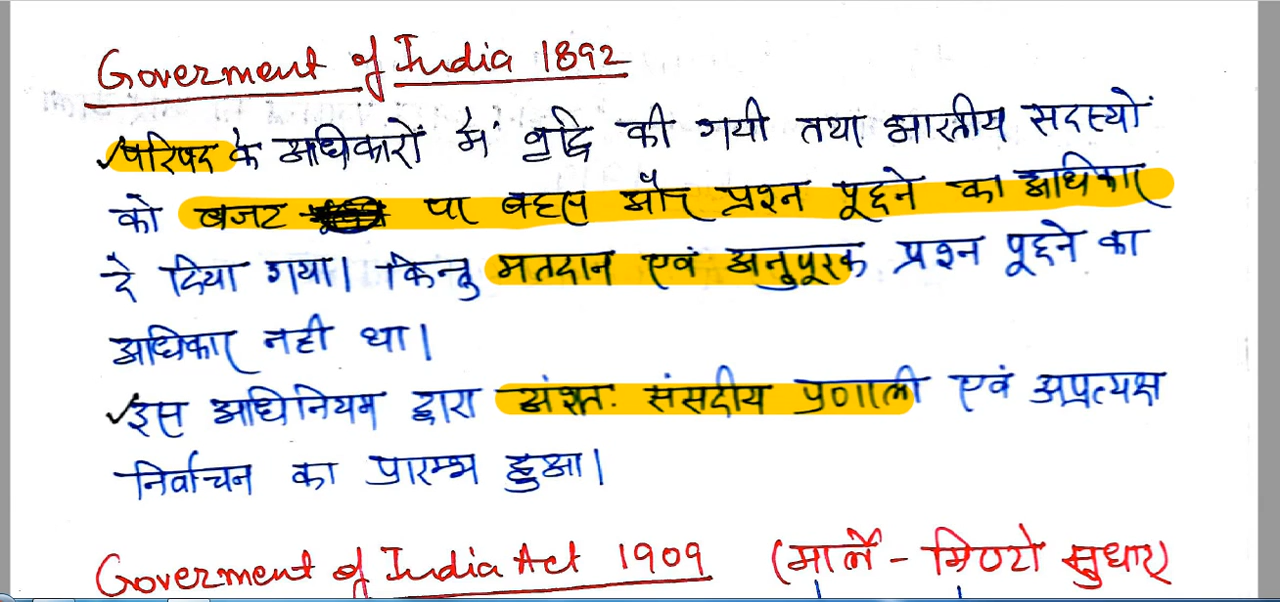 Goverment of India 1892
परिषद के अधिकारों में वृद्धि की गयी तथा भारतीय सदस्यों
को बजट पर बहस और प्रश्न पूछने का अधिकार
दे दिया गया। किन्तु मतदान एवं अनुपूरक प्रश्न पूछने का
अधिकार नही था।
इस अधिनियम द्वारा अंशतः संसदीय प्रणाली एवं अप्रत्यक्ष
निर्वाचन का प्रारम्भ हुआ।
Goverment of India Act 1909 (मार्ले - मिण्टो सुधार)